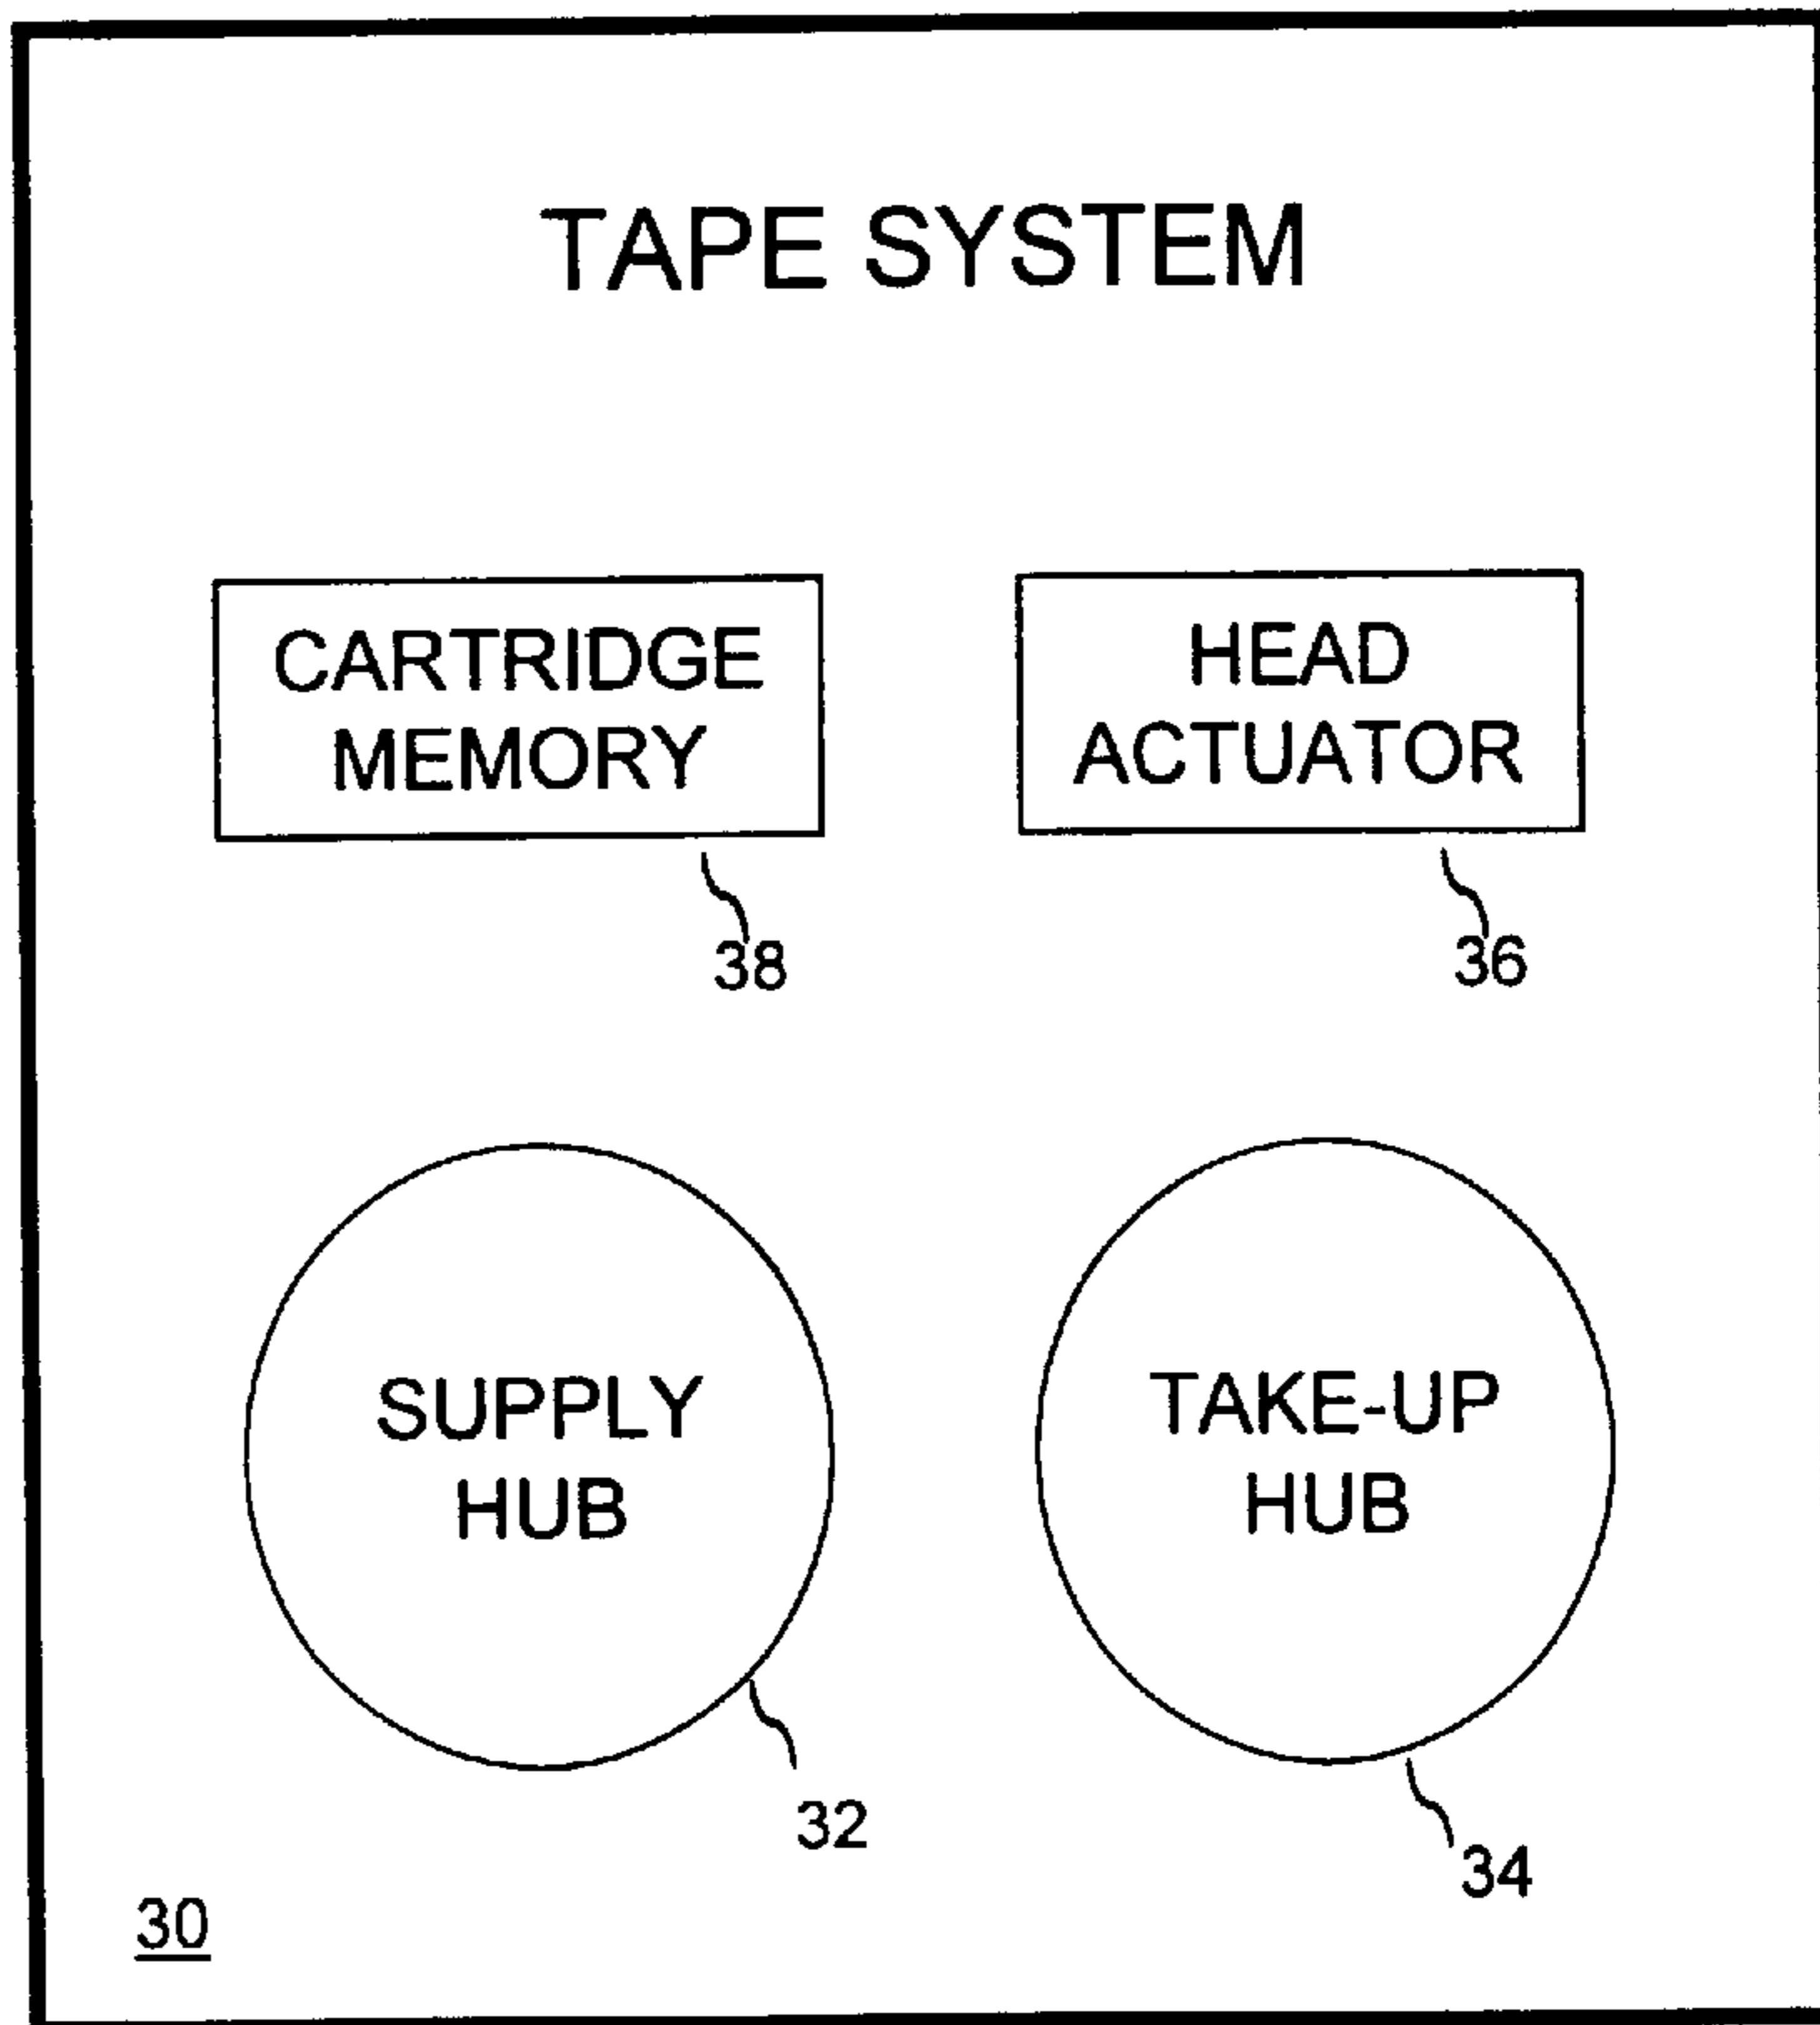 TAPE SYSTEM
CARTRIDGE
MEMORY
38
HEAD
ACTUATOR
36
SUPPLY
HUB
32
TAKE-UP
HUB
34
30